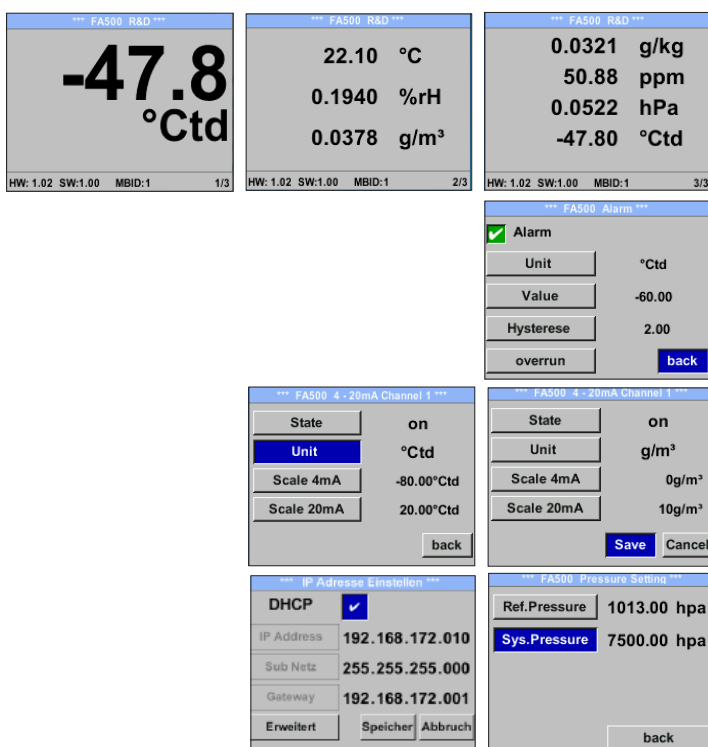 *** FA500 R&D ***
-47.8
°Ctd
HW: 1.02 SW:1.00 MBID:1 1/3
*** FA500 R&D ***
22.10 °C
0.1940 %rH
0.0378 g/m³
HW: 1.02 SW:1.00 MBID:1 2/3
*** FA500 R&D ***
0.0321 g/kg
50.88 ppm
0.0522 hPa
-47.80 °Ctd
HW: 1.02 SW:1.00 MBID:1 3/3
*** FA500 Alarm ***
Alarm
Unit °Ctd
Value -60.00
Hysterese 2.00
overrun back
*** FA500 4 - 20mA Channel 1 ***
State on
Unit °Ctd
Scale 4mA -80.00°Ctd
Scale 20mA 20.00°Ctd
back
*** FA500 4 - 20mA Channel 1 ***
State on
Unit g/m³
Scale 4mA 0g/m³
Scale 20mA 10g/m³
Save Cancel
*** IP Adresse Einstellen ***
DHCP
IP Address 192.168.172.010
Sub Netz 255.255.255.000
Gateway 192.168.172.001
Erweitert Speicher Abbruch
*** FA500 Pressure Setting ***
Ref.Pressure 1013.00 hpa
Sys.Pressure 7500.00 hpa
back